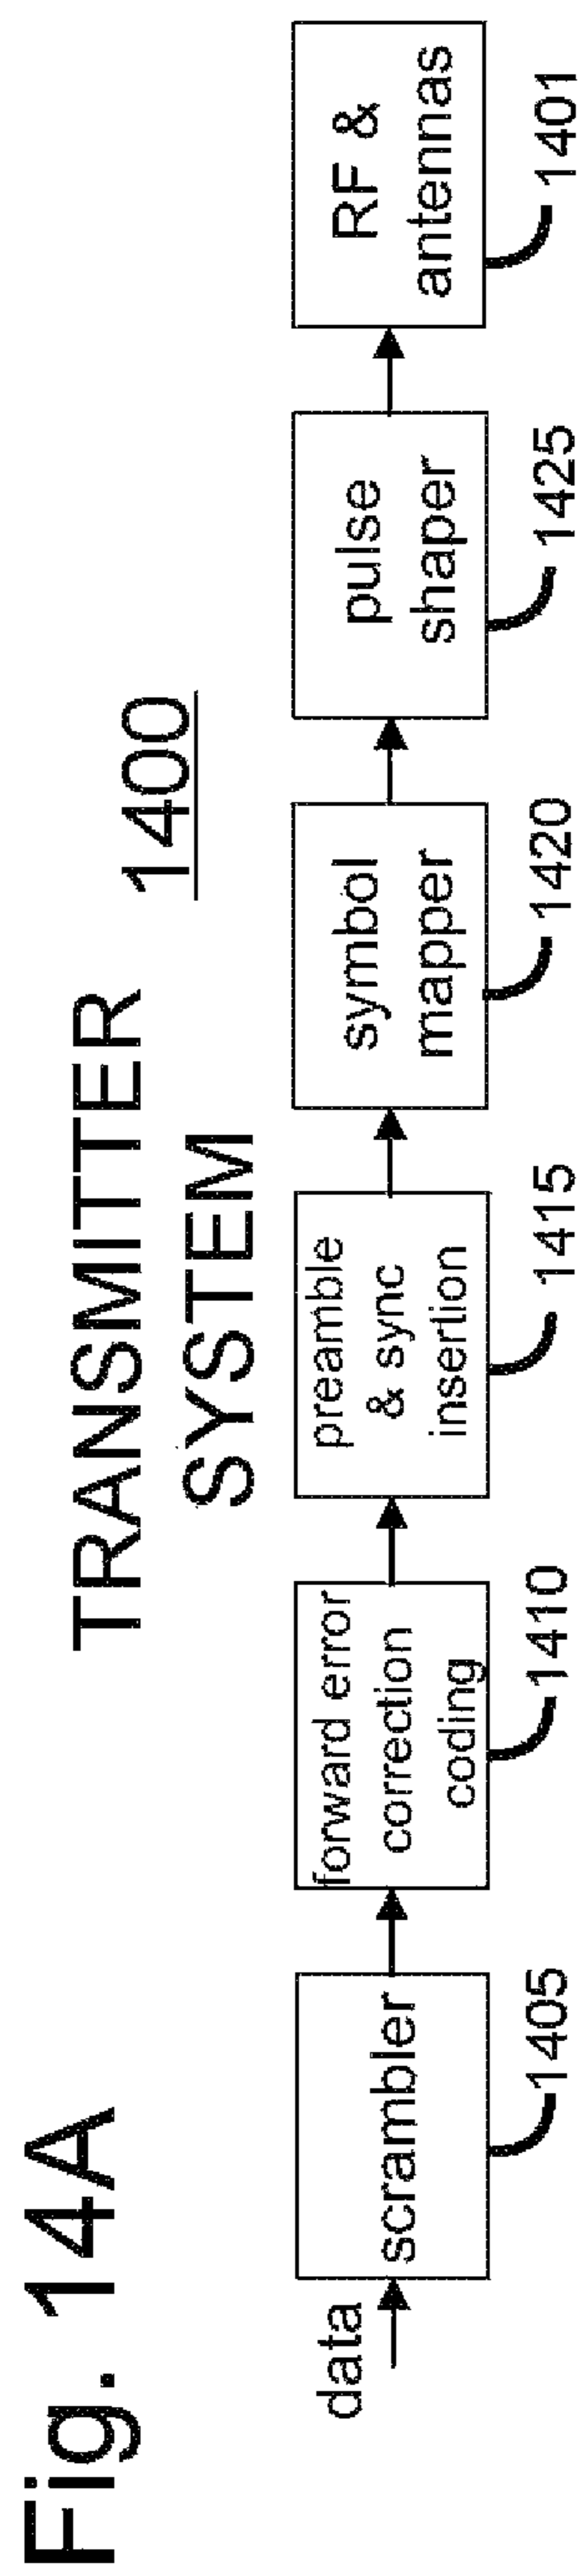 Fig. 14A
TRANSMITTER
SYSTEM
1400
data
scrambler
1405
forward error
correction
coding
1410
preamble
& sync
insertion
1415
symbol
mapper
1420
pulse
shaper
1425
RF &
antennas
1401